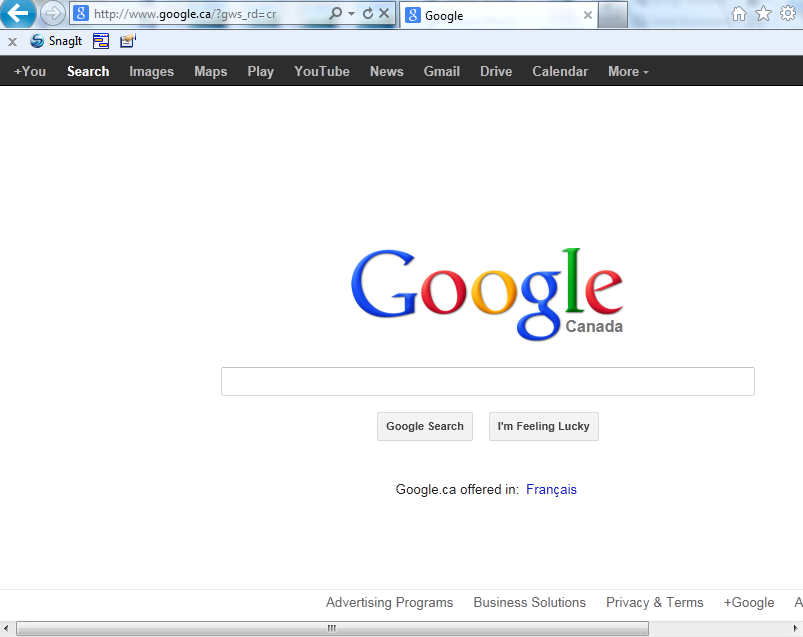 http://www.google.ca/?gws_rd=cr Google
SnagIt
+You Search Images Maps Play YouTube News Gmail Drive Calendar More
Google
Canada
Google Search I'm Feeling Lucky
Google.ca offered in: Français
Advertising Programs Business Solutions Privacy & Terms +Google A